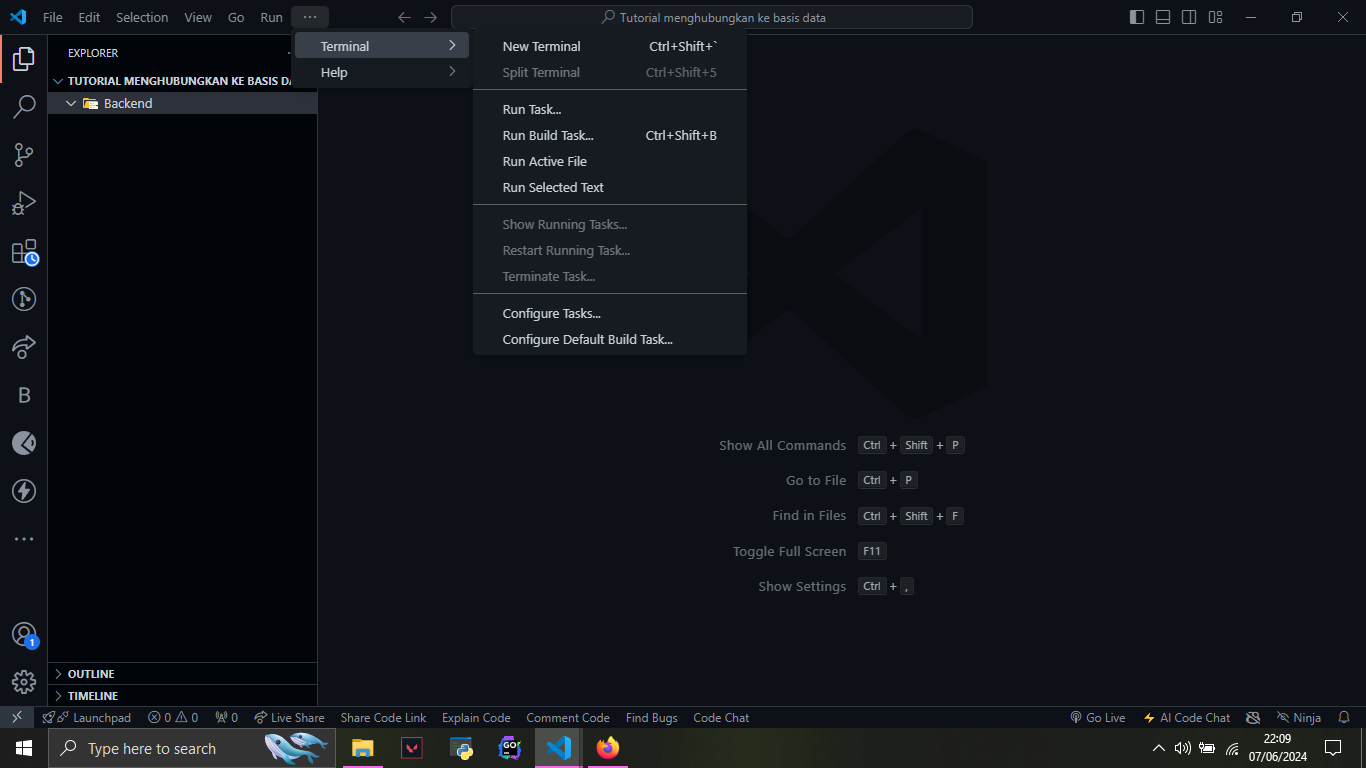 File Edit Selection View Go Run ···
Tutorial menghubungkan ke basis data
EXPLORER
TUTORIAL MENGHUBUNGKAN KE BASIS DA
Backend
Terminal
Help
New Terminal Ctrl+Shift+`
Split Terminal Ctrl+Shift+5
Run Task...
Run Build Task... Ctrl+Shift+B
Run Active File
Run Selected Text
Show Running Tasks...
Restart Running Task...
Terminate Task...
Configure Tasks...
Configure Default Build Task...
B
Show All Commands Ctrl + Shift + P
Go to File Ctrl + P
Find in Files Ctrl + Shift + F
Toggle Full Screen F11
Show Settings Ctrl + ,
1
OUTLINE
TIMELINE
Launchpad 0 0 0 Live Share Share Code Link Explain Code Comment Code Find Bugs Code Chat Go Live AI Code Chat Ninja
Type here to search
GO
22:09
07/06/2024